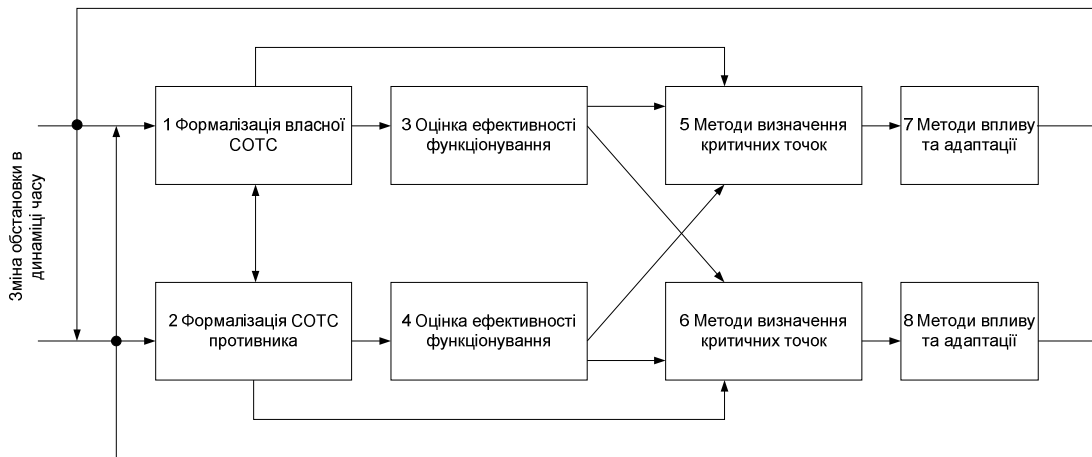 Зміна обстановки в
динаміці часу
1 Формалізація власної
СОТС
3 Оцінка ефективності
функціонування
5 Методи визначення
критичних точок
7 Методи впливу
та адаптації
2 Формалізація СОТС
противника
4 Оцінка ефективності
функціонування
6 Методи визначення
критичних точок
8 Методи впливу
та адаптації